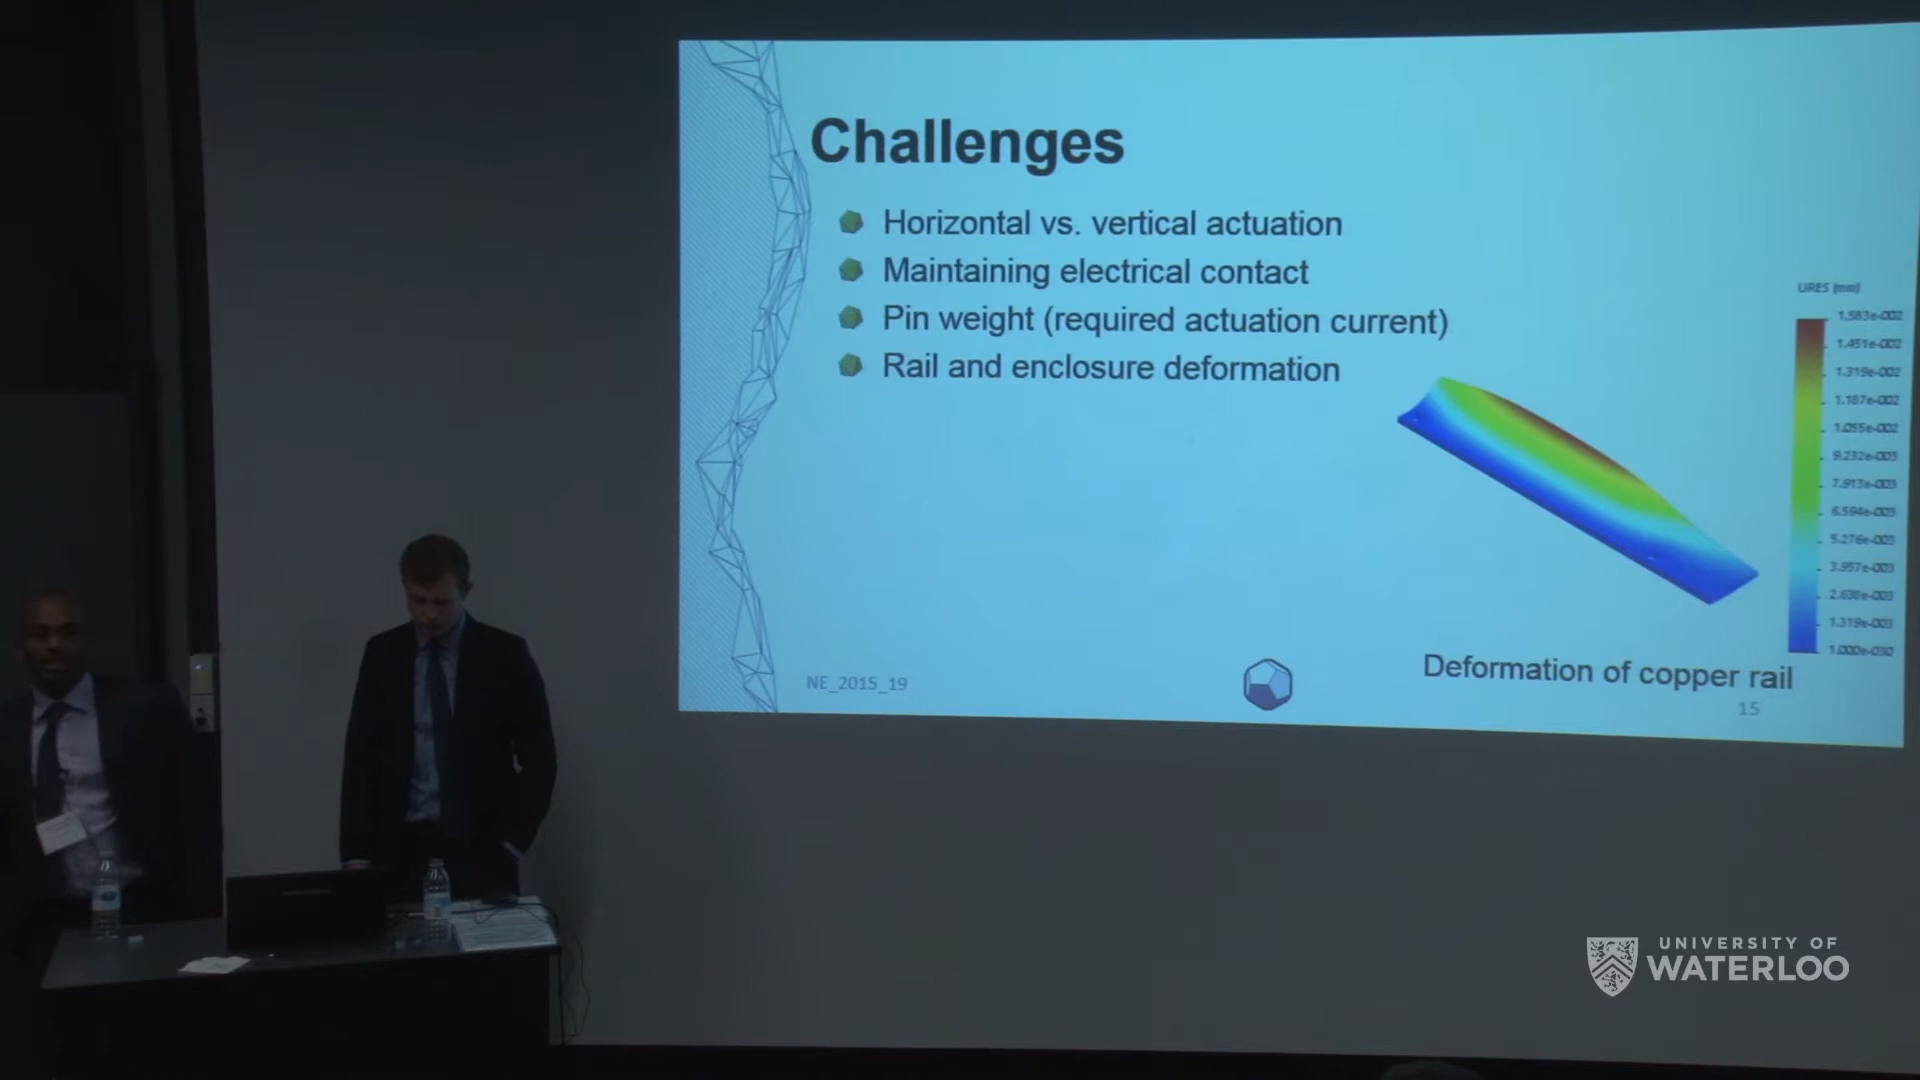 Challenges
Horizontal vs. vertical actuation
Maintaining electrical contact
Pin weight (required actuation current)
Rail and enclosure deformation
URES (mm)
1.583e-002
1.451e-002
1.319e-002
1.187e-002
1.055e-002
9.232e-003
7.913e-003
6.594e-003
5.276e-003
3.957e-003
2.638e-003
1.319e-003
1.000e-030
Deformation of copper rail
NE_2015_19
15
UNIVERSITY OF
WATERLOO